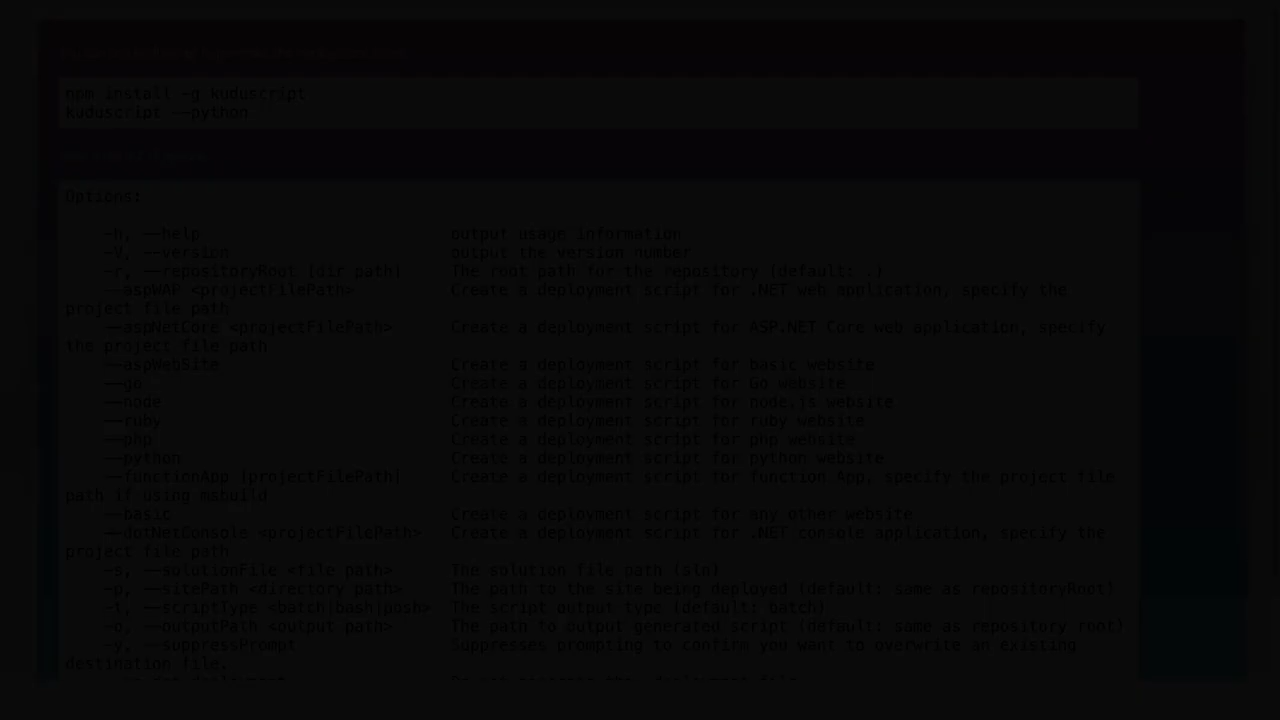 npm install -g kuduscript
kuduscript --python
Options:
-h, --help output usage information
-V, --version output the version number
-r, --repositoryRoot [dir path] The root path for the repository (default: .)
--aspWAP <projectFilePath> Create a deployment script for .NET web application, specify the
project file path
--aspNetCore <projectFilePath> Create a deployment script for ASP.NET Core web application, specify
the project file path
--aspWebSite Create a deployment script for basic website
--go Create a deployment script for Go website
--node Create a deployment script for node.js website
--ruby Create a deployment script for ruby website
--php Create a deployment script for php website
--python Create a deployment script for python website
--functionApp [projectFilePath] Create a deployment script for function App, specify the project file
path if using msbuild
--basic Create a deployment script for any other website
--dotNetConsole <projectFilePath> Create a deployment script for .NET console application, specify the
project file path
-s, --solutionFile <file path> The solution file path (sln)
-p, --sitePath <directory path> The path to the site being deployed (default: same as repositoryRoot)
-t, --scriptType <batch|bash|posh> The script output type (default: batch)
-o, --outputPath <output path> The path to output generated script (default: same as repository root)
-y, --suppressPrompt Suppresses prompting to confirm you want to overwrite an existing
destination file.